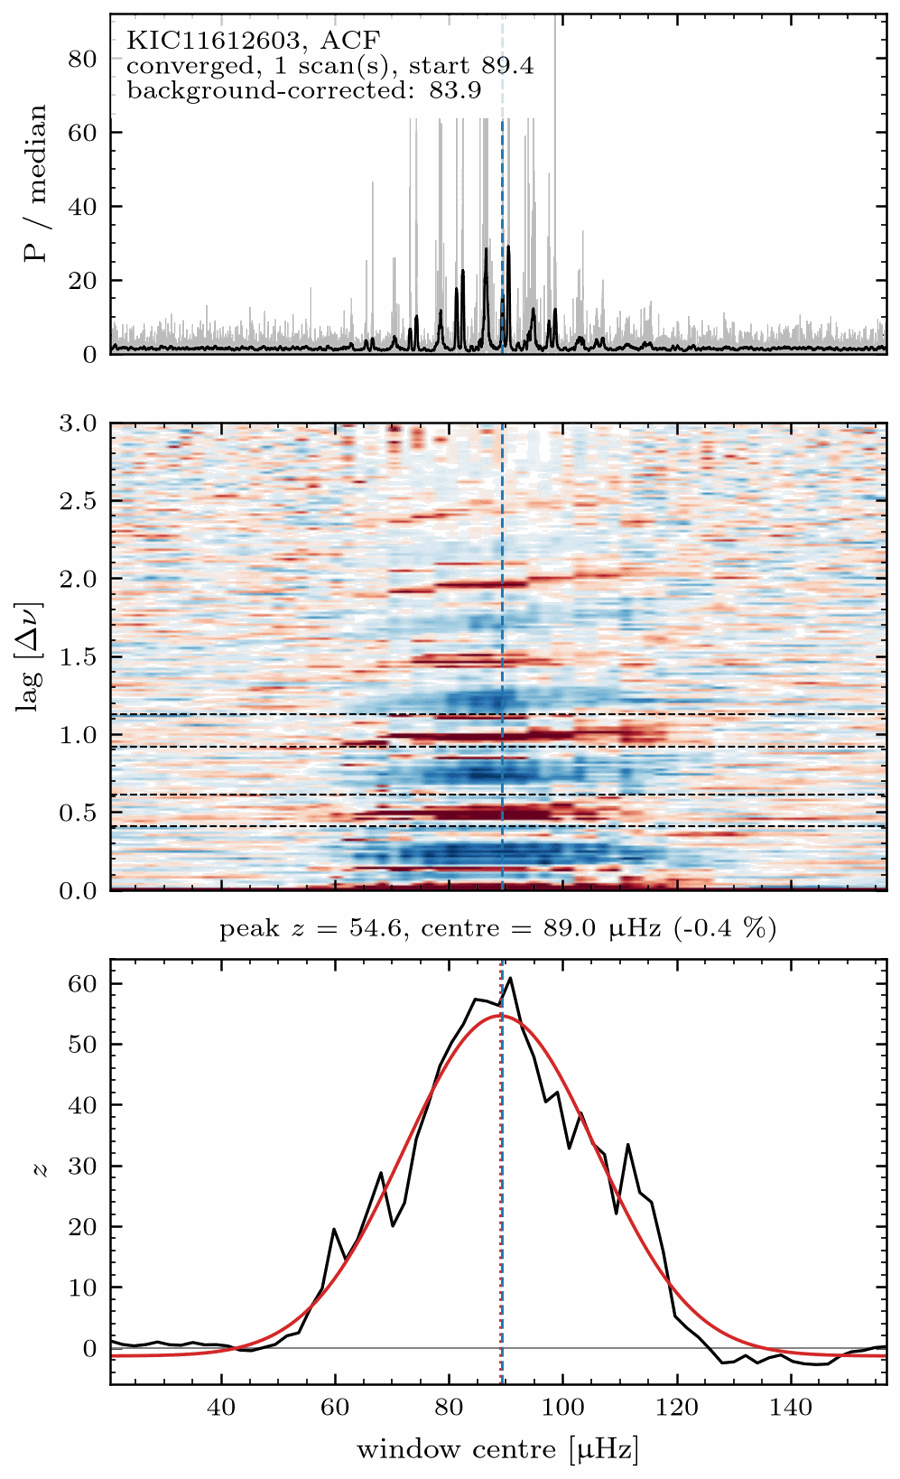 KIC11612603, ACF
converged, 1 scan(s), start 89.4
background-corrected: 83.9
P / median
80
60
40
20
0
lag [Δν]
3.0
2.5
2.0
1.5
1.0
0.5
0.0
peak z = 54.6, centre = 89.0 μHz (-0.4 %)
z
60
50
40
30
20
10
0
40 60 80 100 120 140
window centre [μHz]